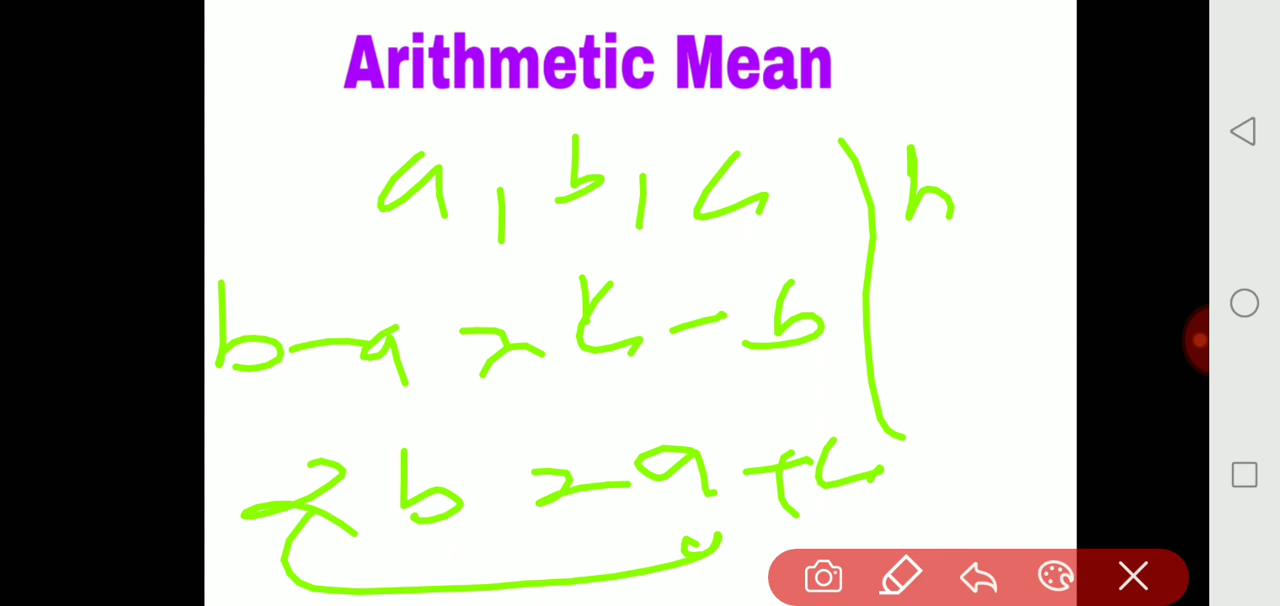 Arithmetic Mean
a, b, c
h
b-a = c-b
2b = a+c